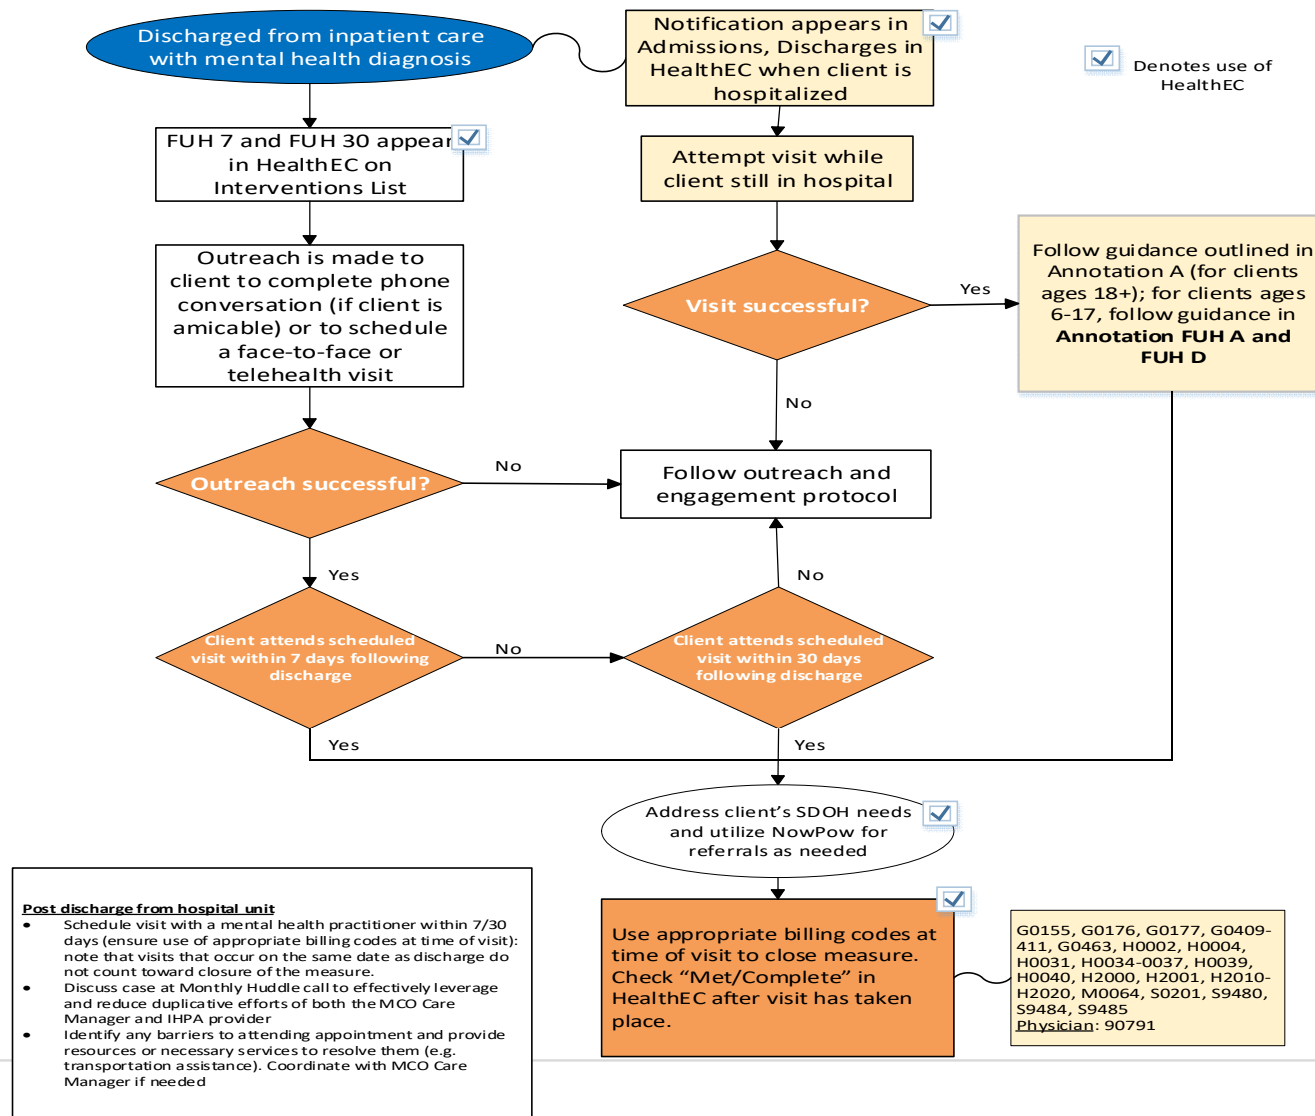 Discharged from inpatient care
with mental health diagnosis
Notification appears in
Admissions, Discharges in
HealthEC when client is
hospitalized
Denotes use of
HealthEC
FUH 7 and FUH 30 appear
in HealthEC on
Interventions List
Attempt visit while
client still in hospital
Outreach is made to
client to complete phone
conversation (if client is
amicable) or to schedule
a face-to-face or
telehealth visit
Visit successful?
Yes
Follow guidance outlined in
Annotation A (for clients
ages 18+); for clients ages
6-17, follow guidance in
Annotation FUH A and
FUH D
No
Outreach successful?
No
Follow outreach and
engagement protocol
Yes
No
Client attends scheduled
visit within 7 days following
discharge
No
Client attends scheduled
visit within 30 days
following discharge
Yes
Yes
Address client’s SDOH needs
and utilize NowPow for
referrals as needed
Post discharge from hospital unit
• Schedule visit with a mental health practitioner within 7/30
days (ensure use of appropriate billing codes at time of visit):
note that visits that occur on the same date as discharge do
not count toward closure of the measure.
• Discuss case at Monthly Huddle call to effectively leverage
and reduce duplicative efforts of both the MCO Care
Manager and IHPA provider
• Identify any barriers to attending appointment and provide
resources or necessary services to resolve them (e.g.
transportation assistance). Coordinate with MCO Care
Manager if needed
Use appropriate billing codes at
time of visit to close measure.
Check “Met/Complete” in
HealthEC after visit has taken
place.
G0155, G0176, G0177, G0409-
411, G0463, H0002, H0004,
H0031, H0034-0037, H0039,
H0040, H2000, H2001, H2010-
H2020, M0064, S0201, S9480,
S9484, S9485
Physician: 90791